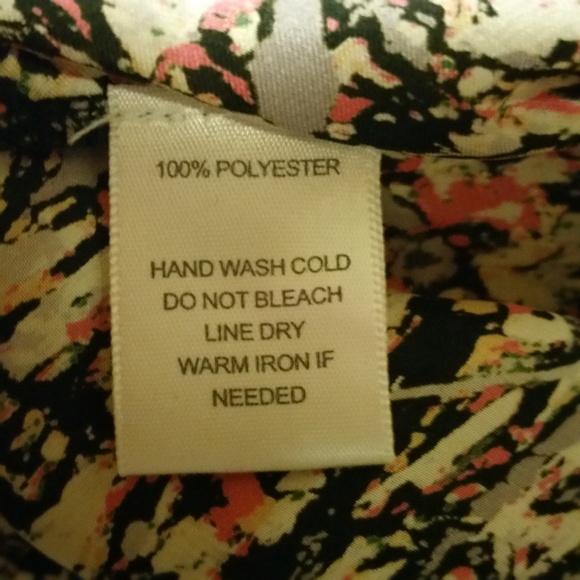 100% POLYESTER
HAND WASH COLD
DO NOT BLEACH
LINE DRY
WARM IRON IF
NEEDED